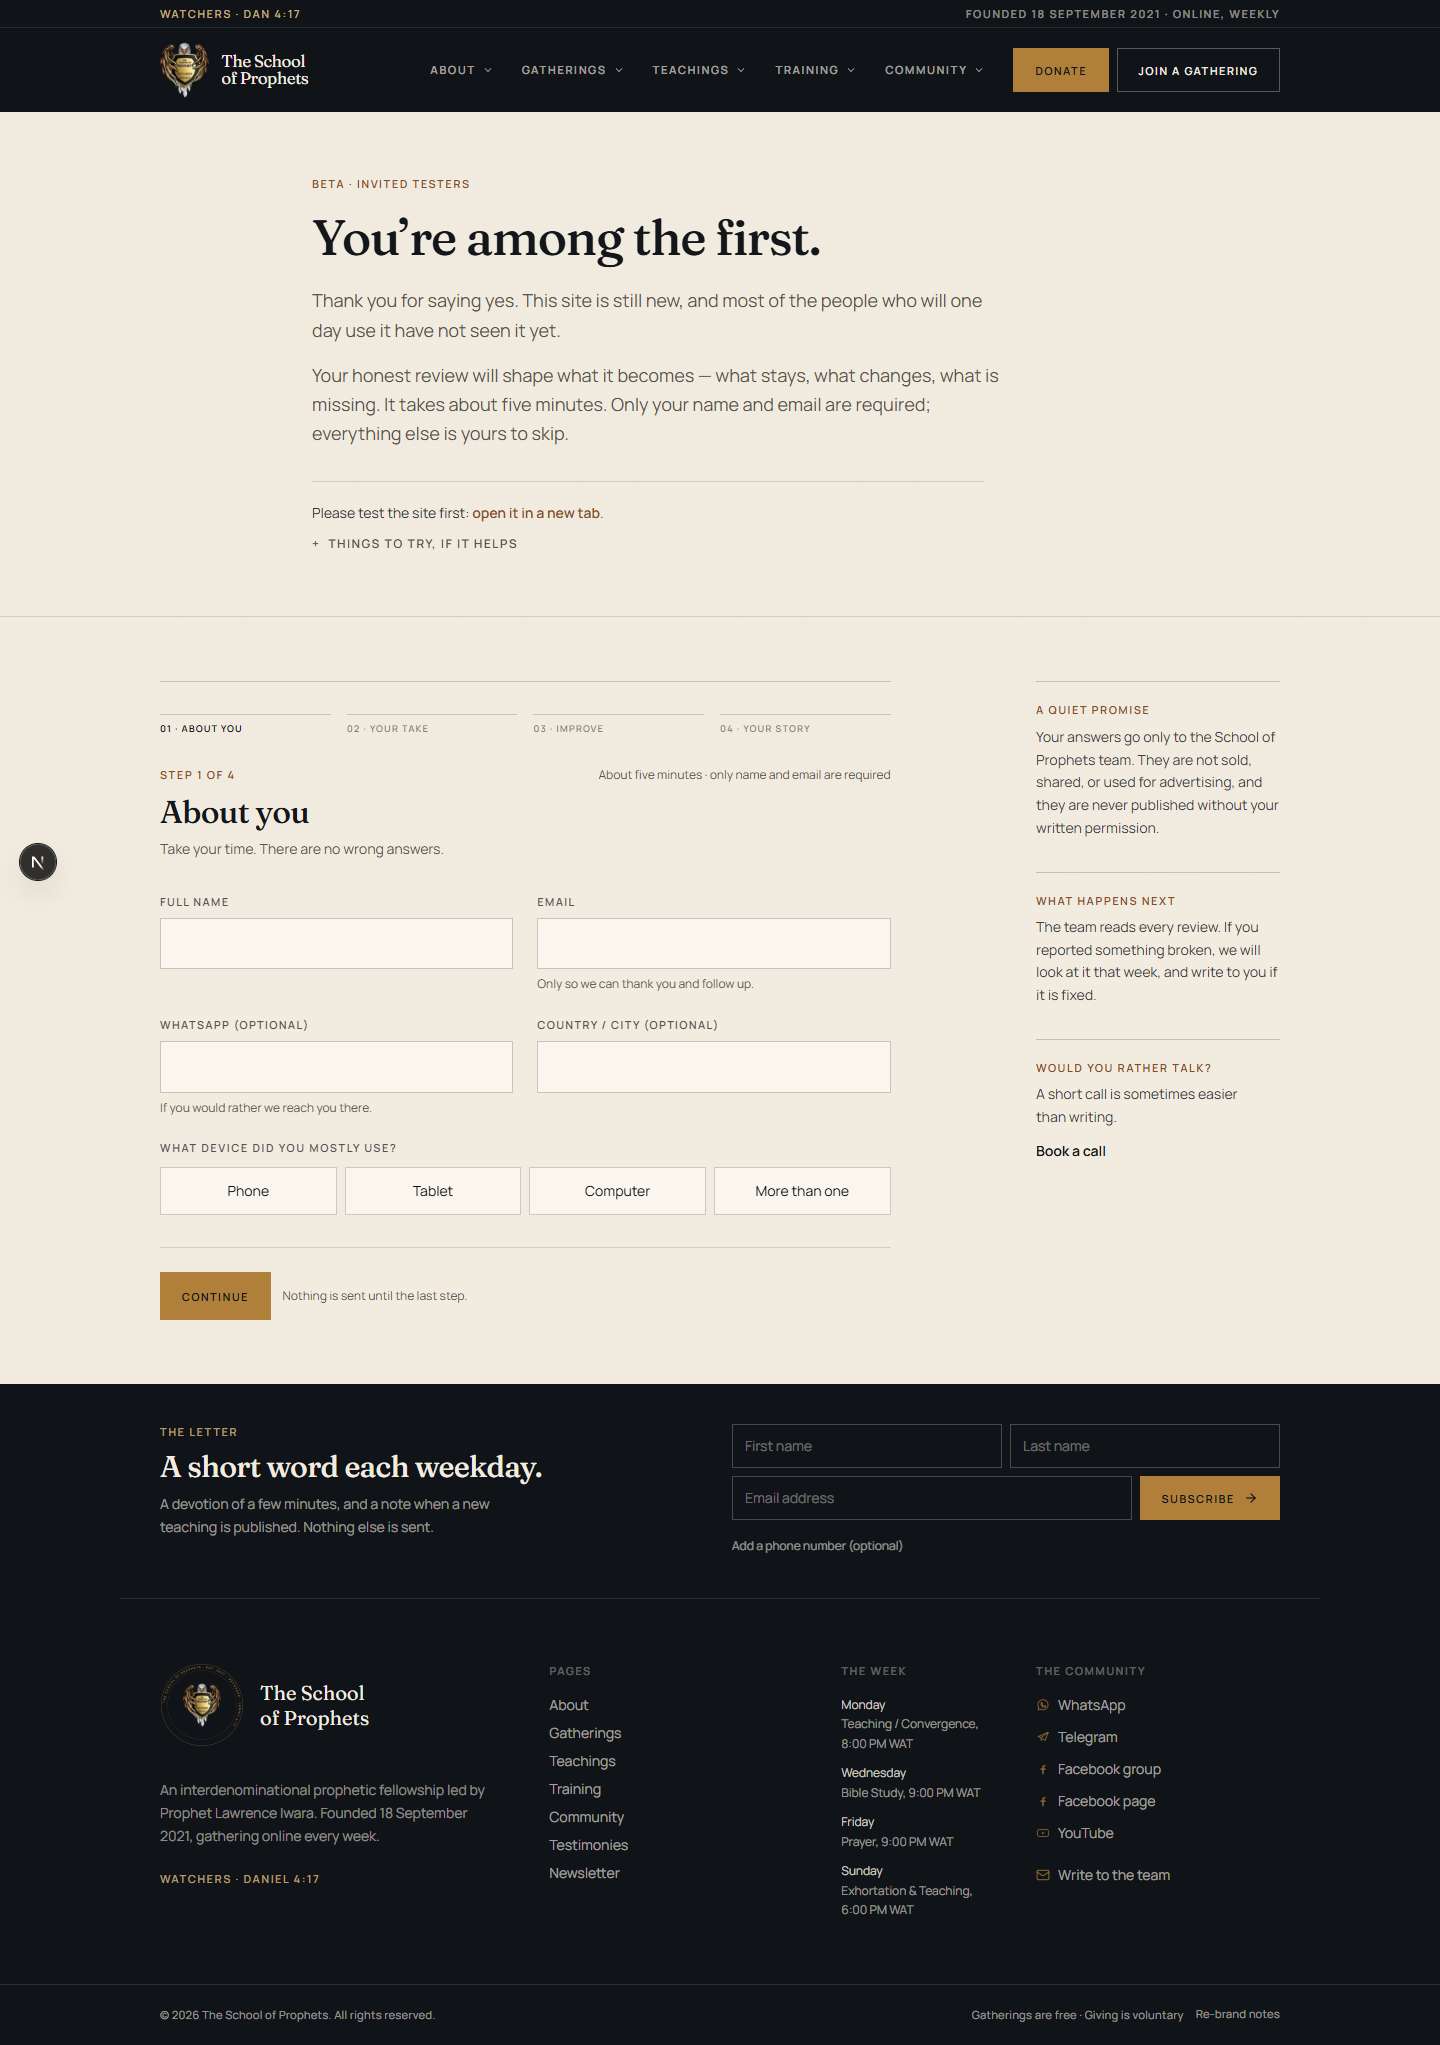 WATCHERS · DAN 4:17
FOUNDED 18 SEPTEMBER 2021 · ONLINE, WEEKLY
The School
of Prophets
ABOUT
GATHERINGS
TEACHINGS
TRAINING
COMMUNITY
DONATE
JOIN A GATHERING
BETA · INVITED TESTERS
You’re among the first.
Thank you for saying yes. This site is still new, and most of the people who will one
day use it have not seen it yet.
Your honest review will shape what it becomes — what stays, what changes, what is
missing. It takes about five minutes. Only your name and email are required;
everything else is yours to skip.
Please test the site first: open it in a new tab.
+ THINGS TO TRY, IF IT HELPS
01 · ABOUT YOU
02 · YOUR TAKE
03 · IMPROVE
04 · YOUR STORY
STEP 1 OF 4
About five minutes · only name and email are required
About you
Take your time. There are no wrong answers.
FULL NAME
EMAIL
Only so we can thank you and follow up.
WHATSAPP (OPTIONAL)
COUNTRY / CITY (OPTIONAL)
If you would rather we reach you there.
WHAT DEVICE DID YOU MOSTLY USE?
Phone
Tablet
Computer
More than one
CONTINUE
Nothing is sent until the last step.
A QUIET PROMISE
Your answers go only to the School of
Prophets team. They are not sold,
shared, or used for advertising, and
they are never published without your
written permission.
WHAT HAPPENS NEXT
The team reads every review. If you
reported something broken, we will
look at it that week, and write to you if
it is fixed.
WOULD YOU RATHER TALK?
A short call is sometimes easier
than writing.
Book a call
N
THE LETTER
A short word each weekday.
A devotion of a few minutes, and a note when a new
teaching is published. Nothing else is sent.
First name
Last name
Email address
SUBSCRIBE
Add a phone number (optional)
The School
of Prophets
An interdenominational prophetic fellowship led by
Prophet Lawrence Iwara. Founded 18 September
2021, gathering online every week.
WATCHERS · DANIEL 4:17
PAGES
About
Gatherings
Teachings
Training
Community
Testimonies
Newsletter
THE WEEK
Monday
Teaching / Convergence,
8:00 PM WAT
Wednesday
Bible Study, 9:00 PM WAT
Friday
Prayer, 9:00 PM WAT
Sunday
Exhortation & Teaching,
6:00 PM WAT
THE COMMUNITY
WhatsApp
Telegram
Facebook group
Facebook page
YouTube
Write to the team
© 2026 The School of Prophets. All rights reserved.
Gatherings are free · Giving is voluntary
Re-brand notes